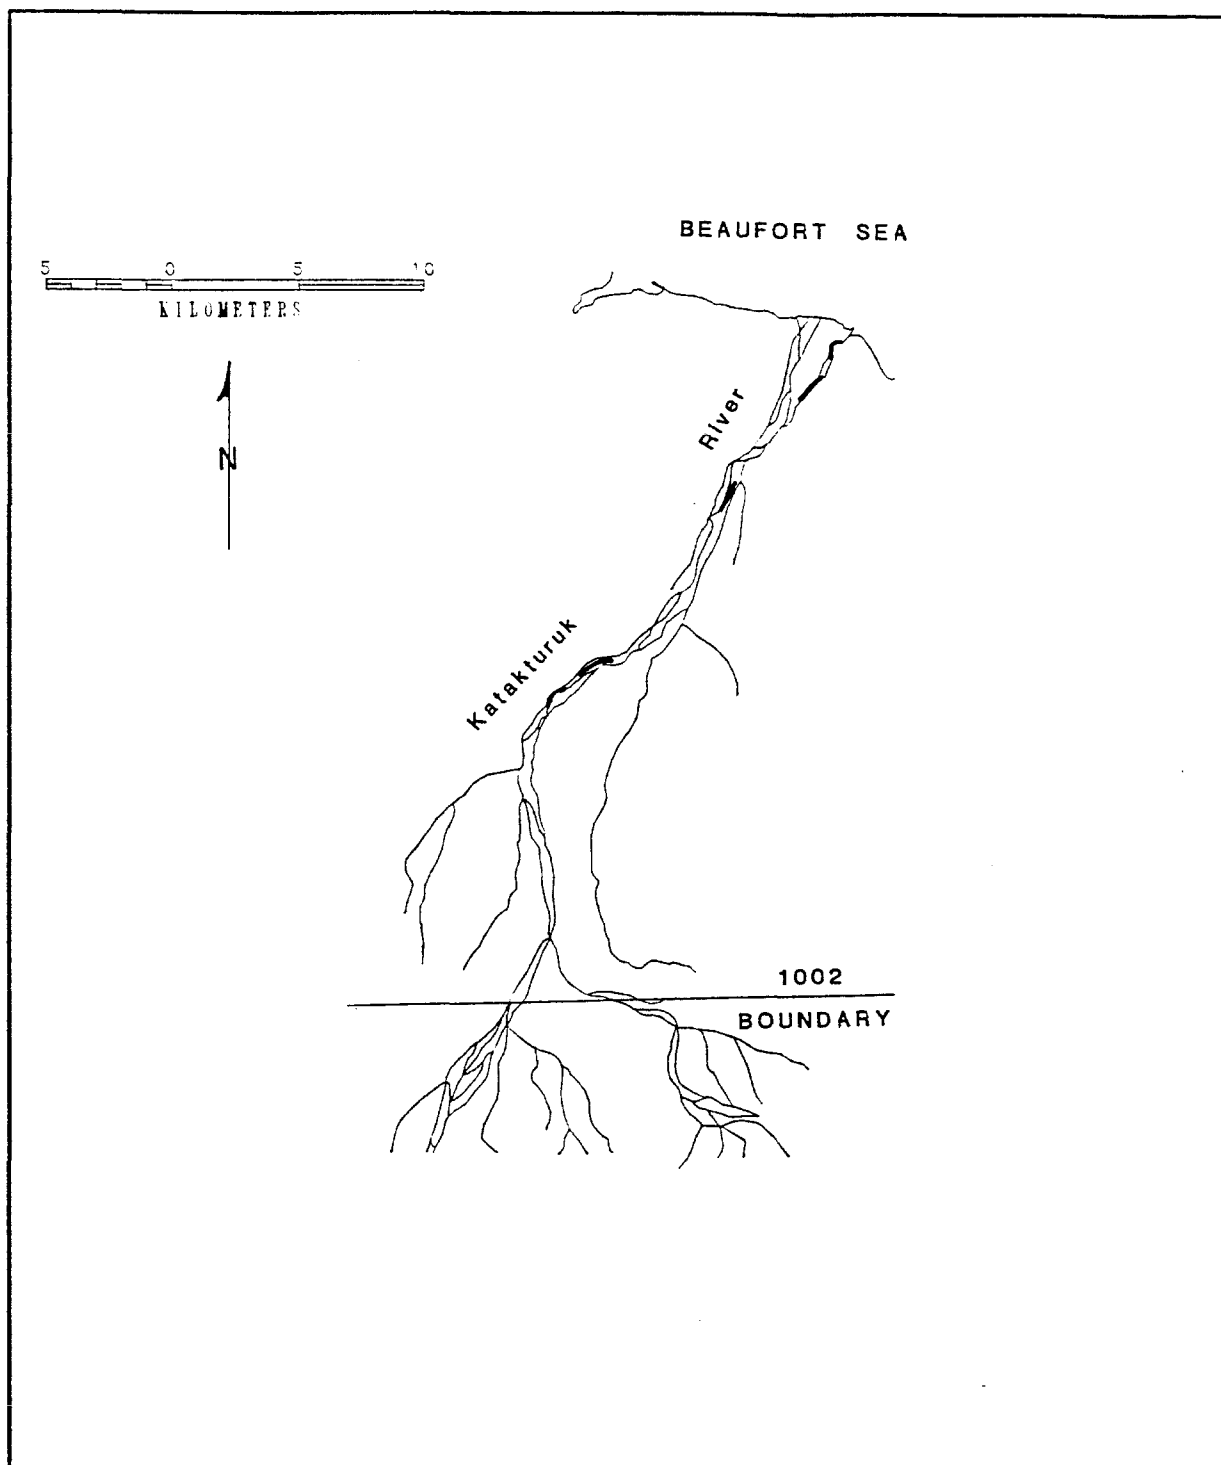 BEAUFORT SEA
5 0 5 10
KILOMETERS
N
River
Katakturuk
1002
BOUNDARY